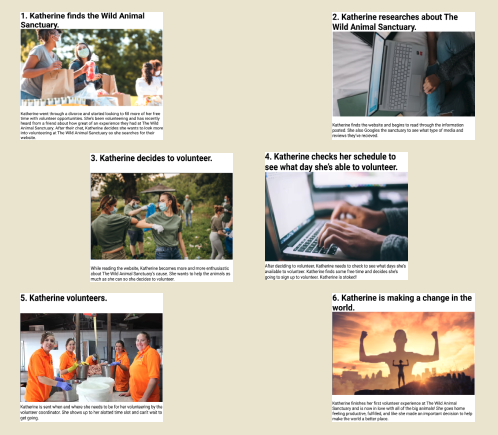 1. Katherine finds the Wild Animal
Sanctuary.
Katherine went through a divorce and started looking to fill more of her free
time with volunteer opportunities. She's been volunteering and has recently
heard from a friend about how great of an experience they had at The Wild
Animal Sanctuary. After their chat, Katherine decides she wants to look more
into volunteering at The Wild Animal Sanctuary so she searches for their
website.
2. Katherine researches about The
Wild Animal Sanctuary.
Katherine finds the website and begins to read through the information
posted. She also Googles the sanctuary to see what type of media and
reviews they've received.
3. Katherine decides to volunteer.
While reading the website, Katherine becomes more and more enthusiastic
about The Wild Animal Sanctuary's cause. She wants to help the animals as
much as she can so she decides to volunteer.
4. Katherine checks her schedule to
see what day she's able to volunteer.
After deciding to volunteer, Katherine needs to check to see what days she's
available to volunteer. Katherine finds some free time and decides she's
going to sign up to volunteer. Katherine is stoked!
5. Katherine volunteers.
Katherine is sent when and where she needs to be for her volunteering by the
volunteer coordinator. She shows up to her allotted time slot and can't wait to
get going.
6. Katherine is making a change in the
world.
Katherine finishes her first volunteer experience at The Wild Animal
Sanctuary and is now in love with all of the big animals! She goes home
feeling productive, fulfilled, and like she made an important decision to help
make the world a better place.